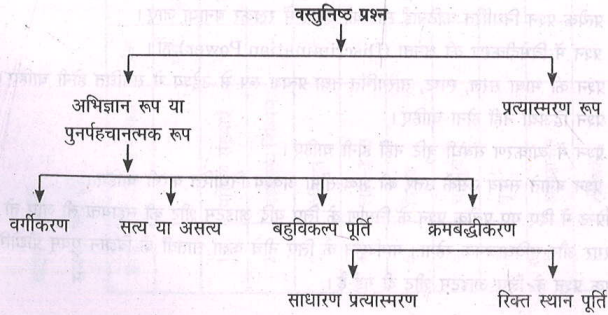 वस्तुनिष्ठ प्रश्न
अभिज्ञान रूप या
पुनर्पहचानत्मक रूप
प्रत्यास्मरण रूप
वर्गीकरण
सत्य या असत्य
बहुविकल्प पूर्ति
क्रमबद्धीकरण
साधारण प्रत्यास्मरण
रिक्त स्थान पूर्ति